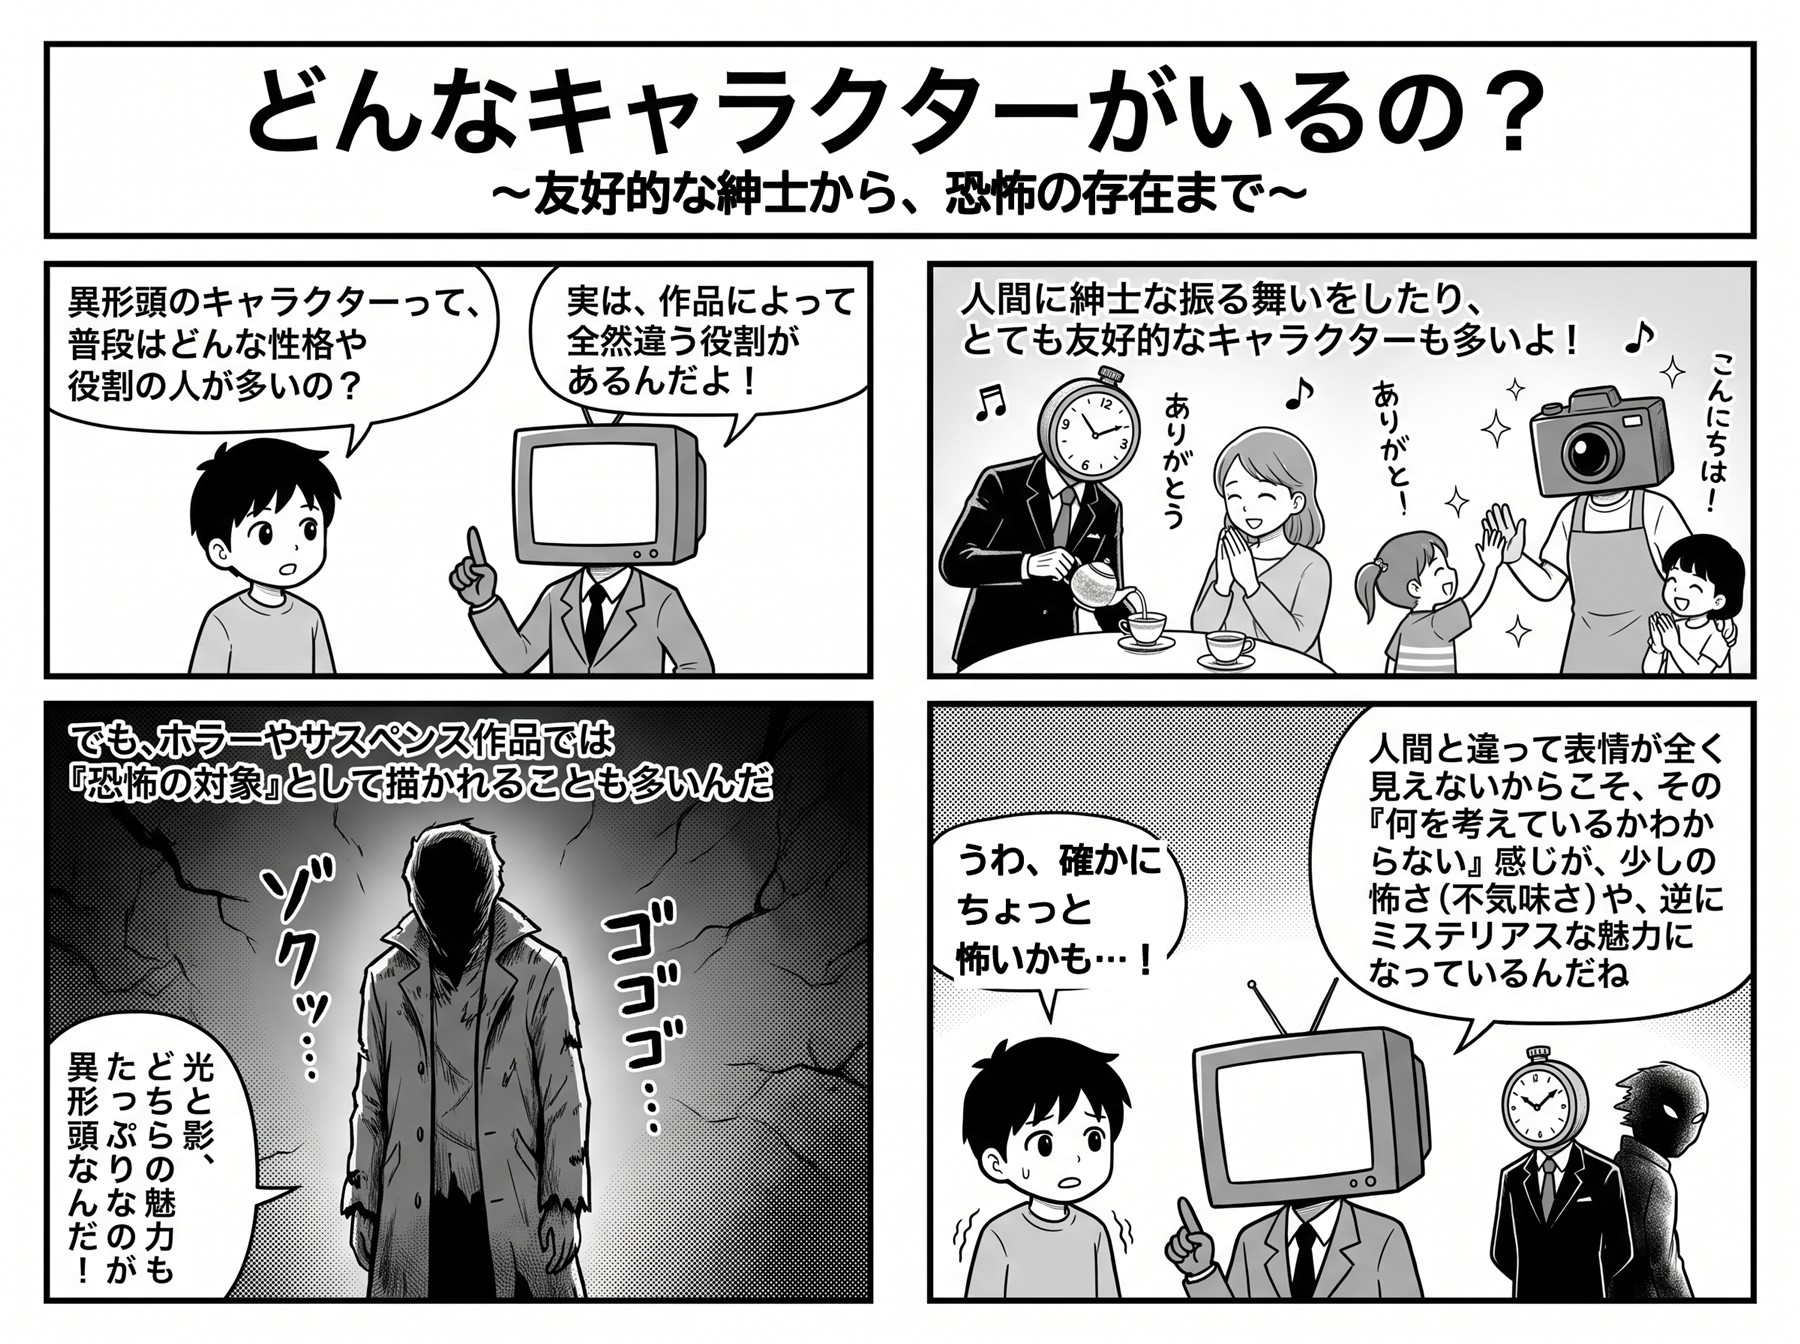 どんなキャラクターがいるの？
～友好的な紳士から、恐怖の存在まで～
異形頭のキャラクターって、
普段はどんな性格や
役割の人が多いの？
実は、作品によって
全然違う役割が
あるんだよ！
人間に紳士な振る舞いをしたり、
とても友好的なキャラクターも多いよ！
ありがとう
ありがと！
こんにちは！
12
3
6
9
でも、ホラーやサスペンス作品では
『恐怖の対象』として描かれることも多いんだ
ゾクッ…
ゴゴゴ…
光と影、
どちらの魅力も
たっぷりなのが
異形頭なんだ！
うわ、確かに
ちょっと
怖いかも…！
人間と違って表情が全く
見えないからこそ、その
『何を考えているかわか
らない』感じが、少しの
怖さ（不気味さ）や、逆に
ミステリアスな魅力に
なっているんだね